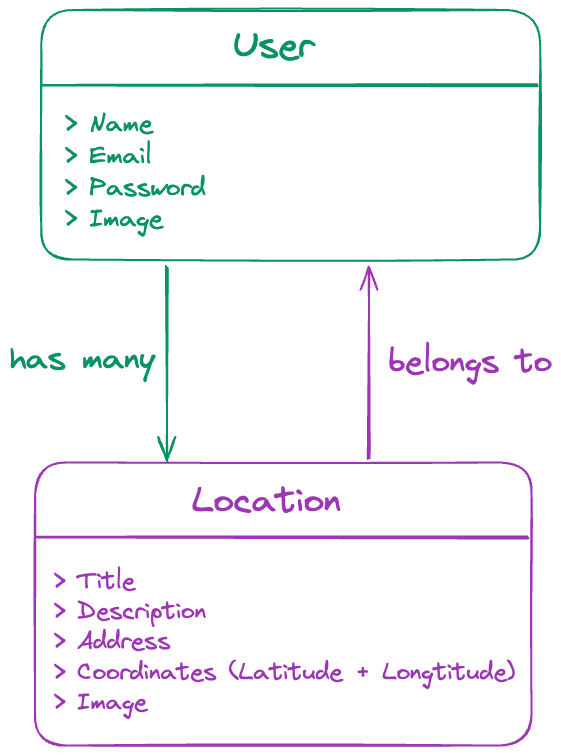 User
> Name
> Email
> Password
> Image
has many
belongs to
Location
> Title
> Description
> Address
> Coordinates (Latitude + Longtitude)
> Image